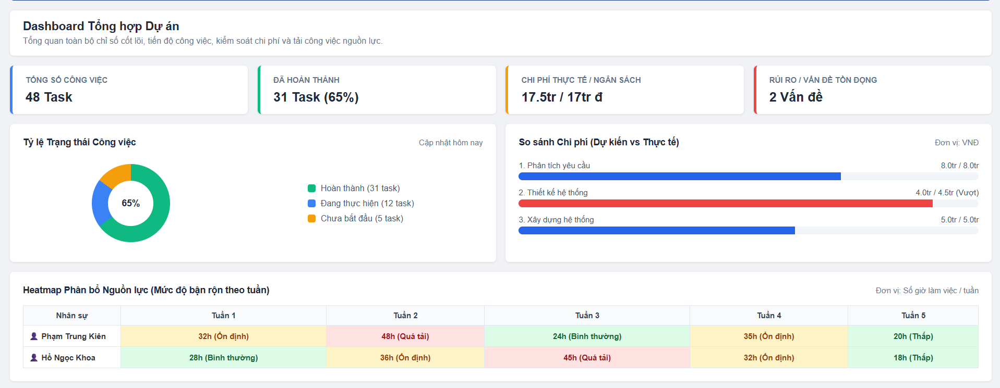 Dashboard Tổng hợp Dự án
Tổng quan toàn bộ chỉ số cốt lõi, tiến độ công việc, kiểm soát chi phí và tải công việc nguồn lực.
TỔNG SỐ CÔNG VIỆC
48 Task
ĐÃ HOÀN THÀNH
31 Task (65%)
CHI PHÍ THỰC TẾ / NGÂN SÁCH
17.5tr / 17tr đ
RỦI RO / VẤN ĐỀ TỒN ĐỌNG
2 Vấn đề
Tỷ lệ Trạng thái Công việc
Cập nhật hôm nay
65%
Hoàn thành (31 task)
Đang thực hiện (12 task)
Chưa bắt đầu (5 task)
So sánh Chi phí (Dự kiến vs Thực tế)
Đơn vị: VNĐ
1. Phân tích yêu cầu 8.0tr / 8.0tr
2. Thiết kế hệ thống 4.0tr / 4.5tr (Vượt)
3. Xây dựng hệ thống 5.0tr / 5.0tr
Heatmap Phân bổ Nguồn lực (Mức độ bận rộn theo tuần)
Đơn vị: Số giờ làm việc / tuần
Nhân sự Tuần 1 Tuần 2 Tuần 3 Tuần 4 Tuần 5
Phạm Trung Kiên 32h (Ổn định) 48h (Quá tải) 24h (Bình thường) 35h (Ổn định) 20h (Thấp)
Hồ Ngọc Khoa 28h (Bình thường) 36h (Ổn định) 45h (Quá tải) 32h (Ổn định) 18h (Thấp)